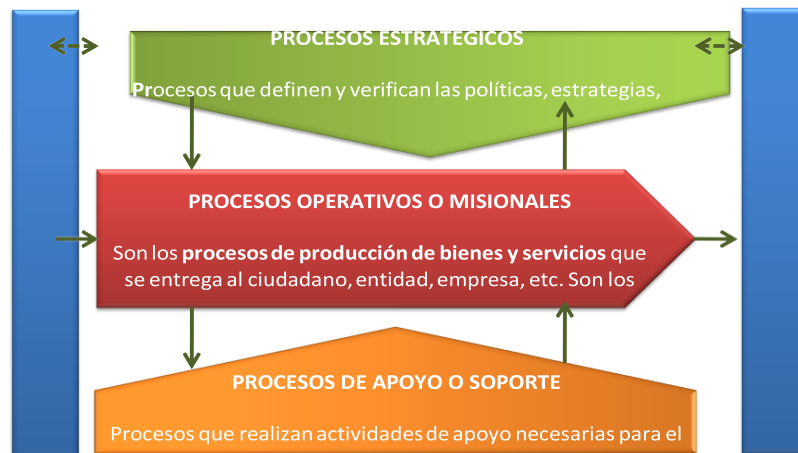 PROCESOS ESTRATEGICOS
Procesos que definen y verifican las políticas, estrategias,
PROCESOS OPERATIVOS O MISIONALES
Son los procesos de producción de bienes y servicios que
se entrega al ciudadano, entidad, empresa, etc. Son los
PROCESOS DE APOYO O SOPORTE
Procesos que realizan actividades de apoyo necesarias para el